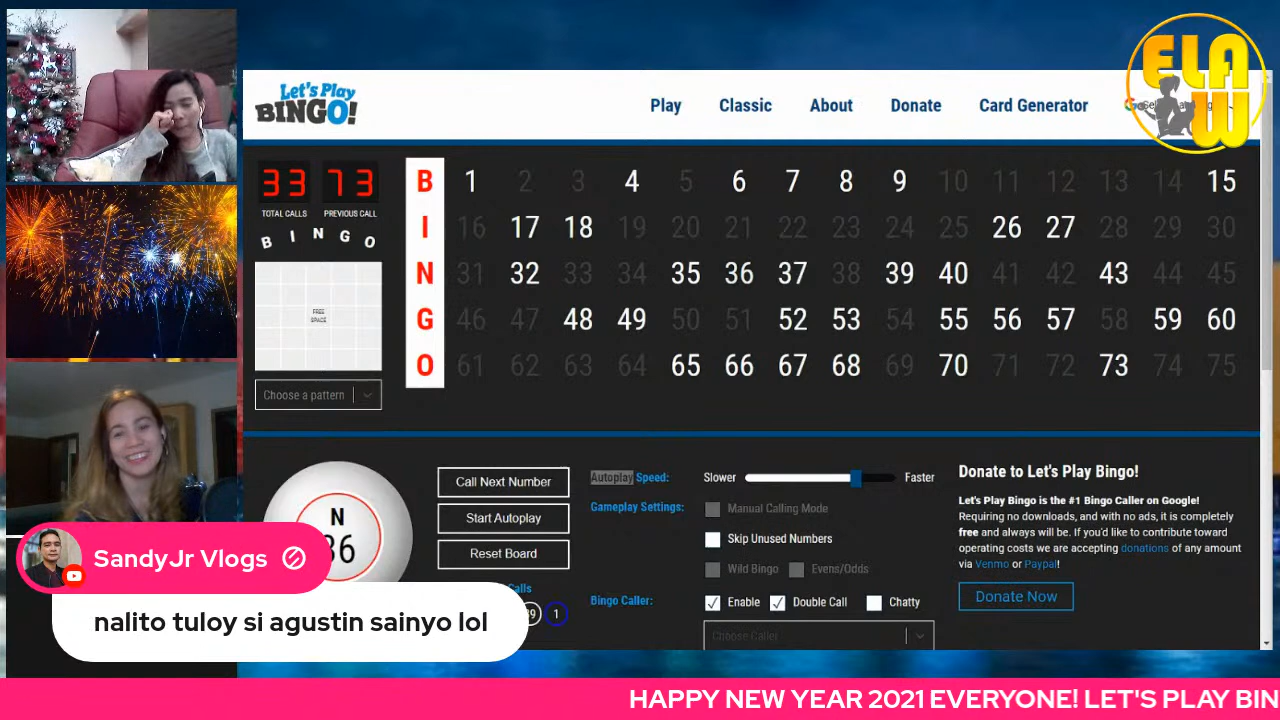 ELA
W
Let's Play
BINGO!
Play
Classic
About
Donate
Card Generator
33 73
TOTAL CALLS
PREVIOUS CALL
B I N G O
FREE
SPACE
Choose a pattern
B 1 2 3 4 5 6 7 8 9 10 11 12 13 14 15
I 16 17 18 19 20 21 22 23 24 25 26 27 28 29 30
N 31 32 33 34 35 36 37 38 39 40 41 42 43 44 45
G 46 47 48 49 50 51 52 53 54 55 56 57 58 59 60
O 61 62 63 64 65 66 67 68 69 70 71 72 73 74 75
N
36
Call Next Number
Start Autoplay
Reset Board
Calls
1
Autoplay Speed:
Slower
Faster
Gameplay Settings:
Manual Calling Mode
Skip Unused Numbers
Wild Bingo
Evens/Odds
Bingo Caller:
Enable
Double Call
Chatty
Choose Caller
Donate to Let's Play Bingo!
Let's Play Bingo is the #1 Bingo Caller on Google!
Requiring no downloads, and with no ads, it is completely
free and always will be. If you'd like to contribute toward
operating costs we are accepting donations of any amount
via Venmo or Paypal!
Donate Now
SandyJr Vlogs
nalito tuloy si agustin sainyo lol
HAPPY NEW YEAR 2021 EVERYONE! LET'S PLAY BIN